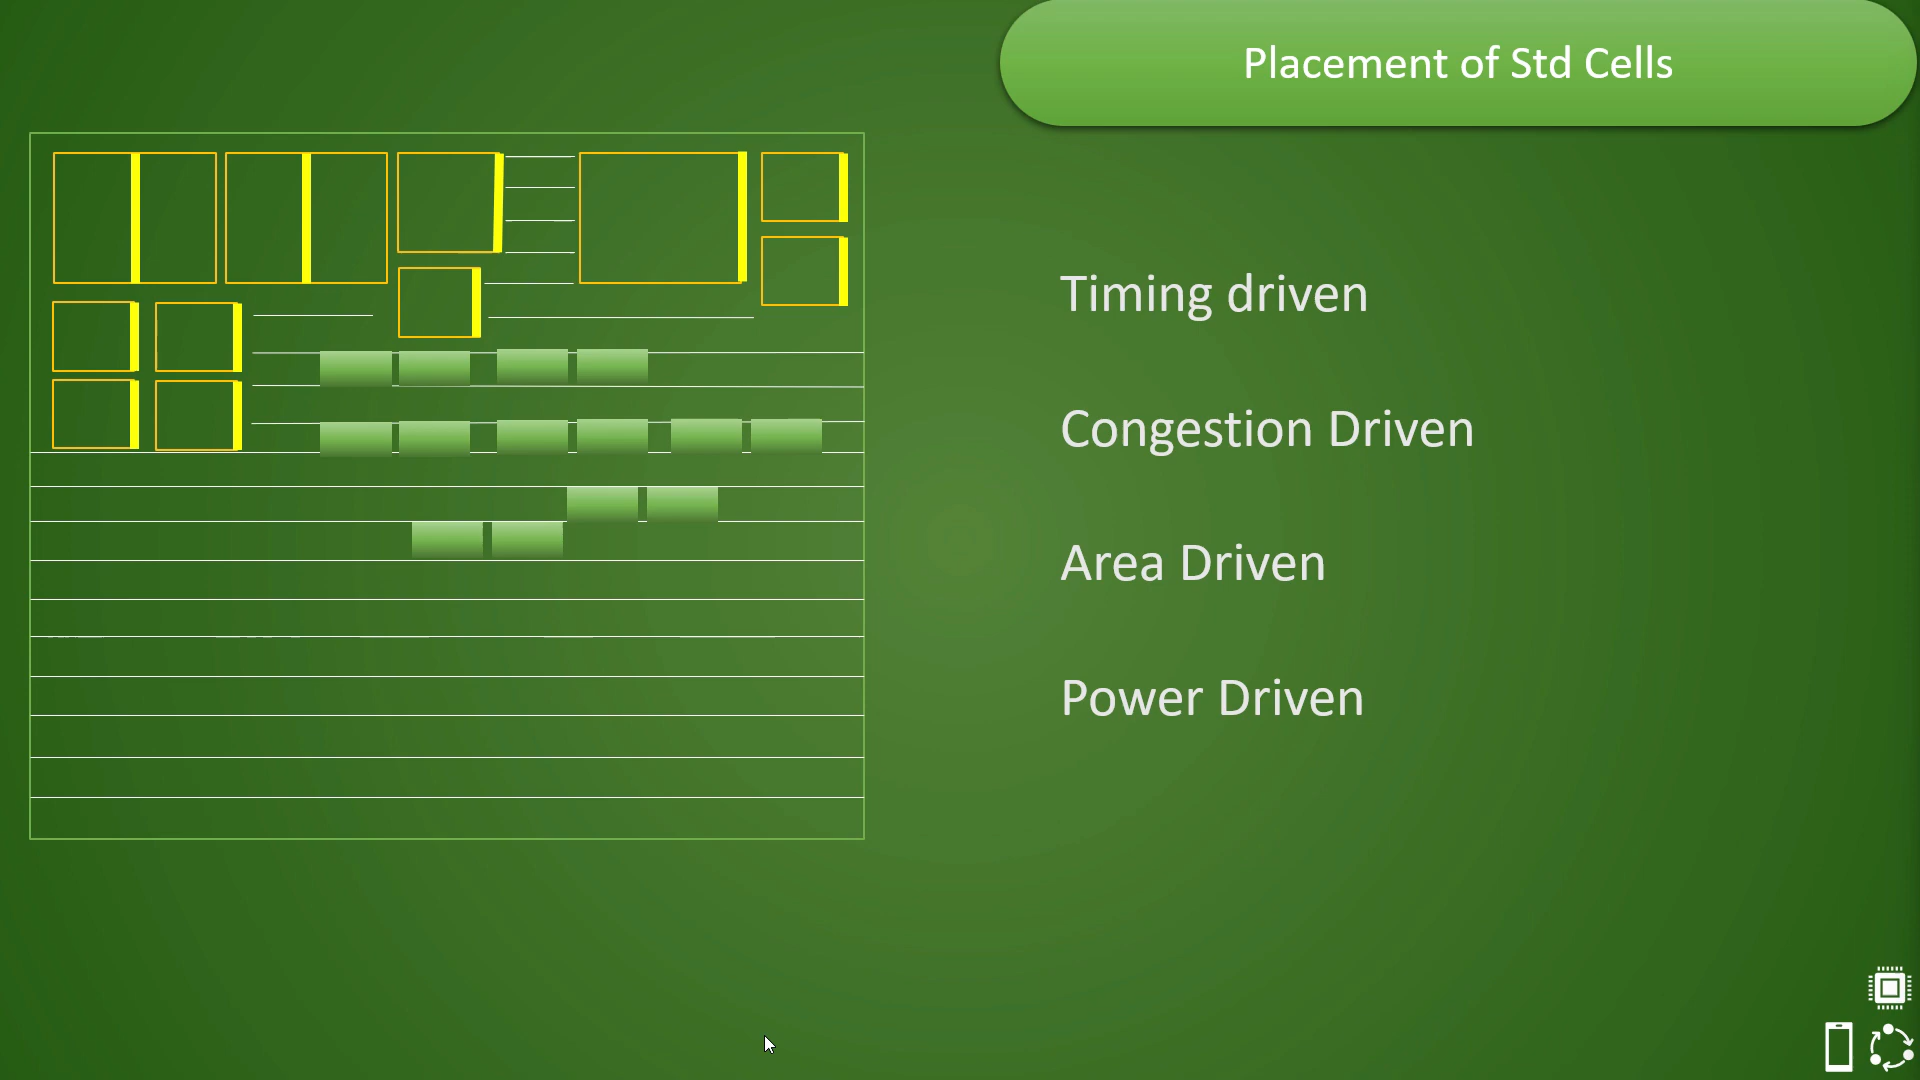 Placement of Std Cells
Timing driven
Congestion Driven
Area Driven
Power Driven